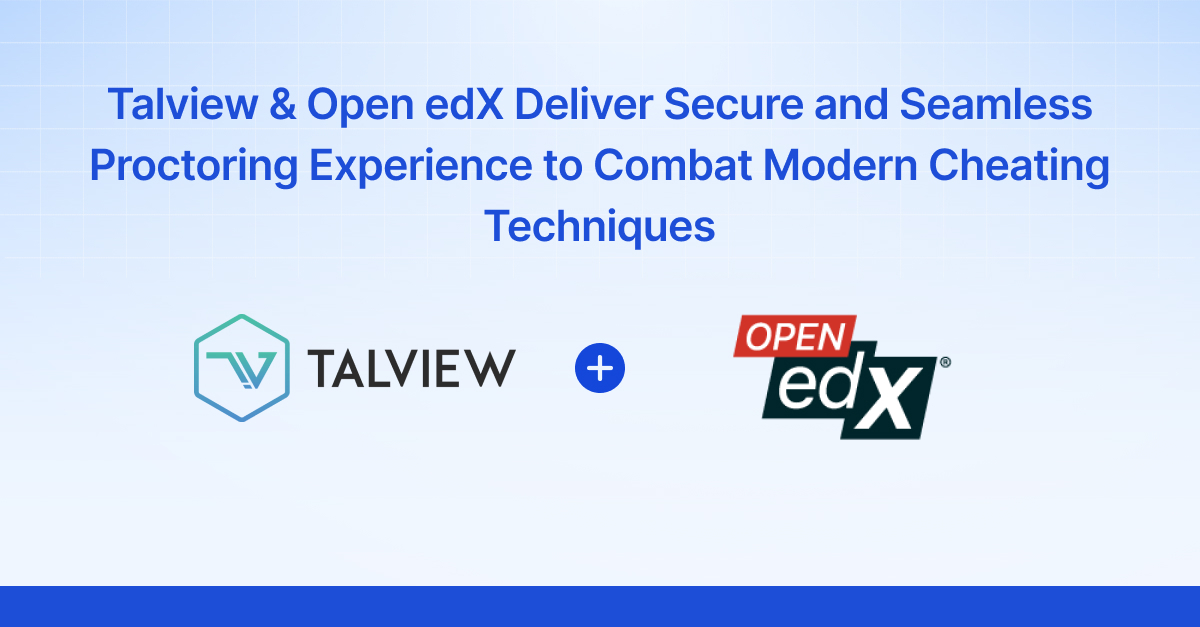 Talview & Open edX Deliver Secure and Seamless
Proctoring Experience to Combat Modern Cheating
Techniques
TALVIEW
OPEN
edX ®